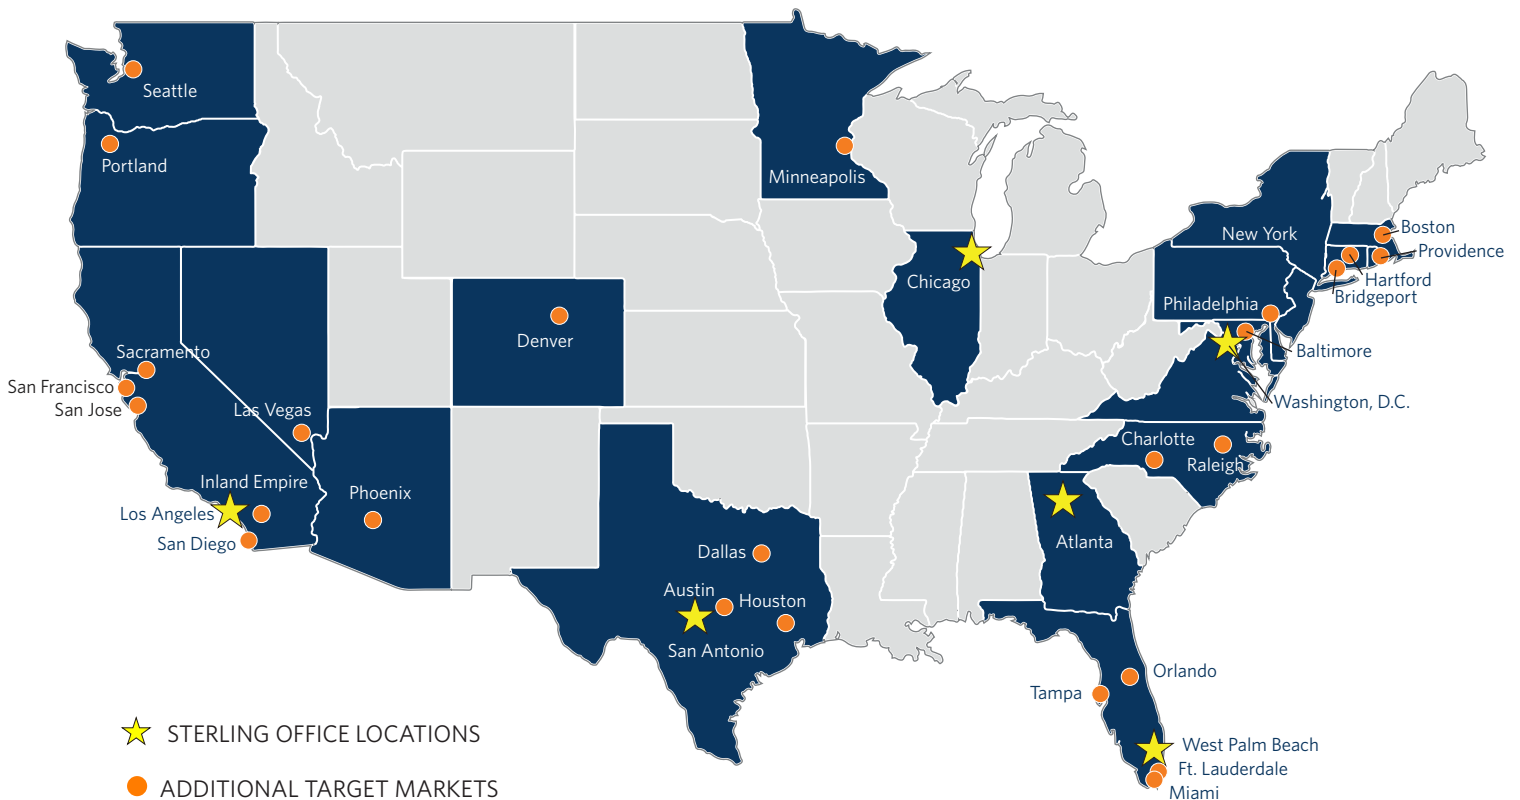 Seattle
Portland
Minneapolis
New York
Boston
Providence
Hartford
Bridgeport
Chicago
Philadelphia
Denver
Baltimore
Sacramento
San Francisco
San Jose
Las Vegas
Washington, D.C.
Charlotte
Raleigh
Inland Empire
Phoenix
Los Angeles
San Diego
Atlanta
Dallas
Austin
Houston
San Antonio
Orlando
Tampa
West Palm Beach
Ft. Lauderdale
Miami
STERLING OFFICE LOCATIONS
ADDITIONAL TARGET MARKETS